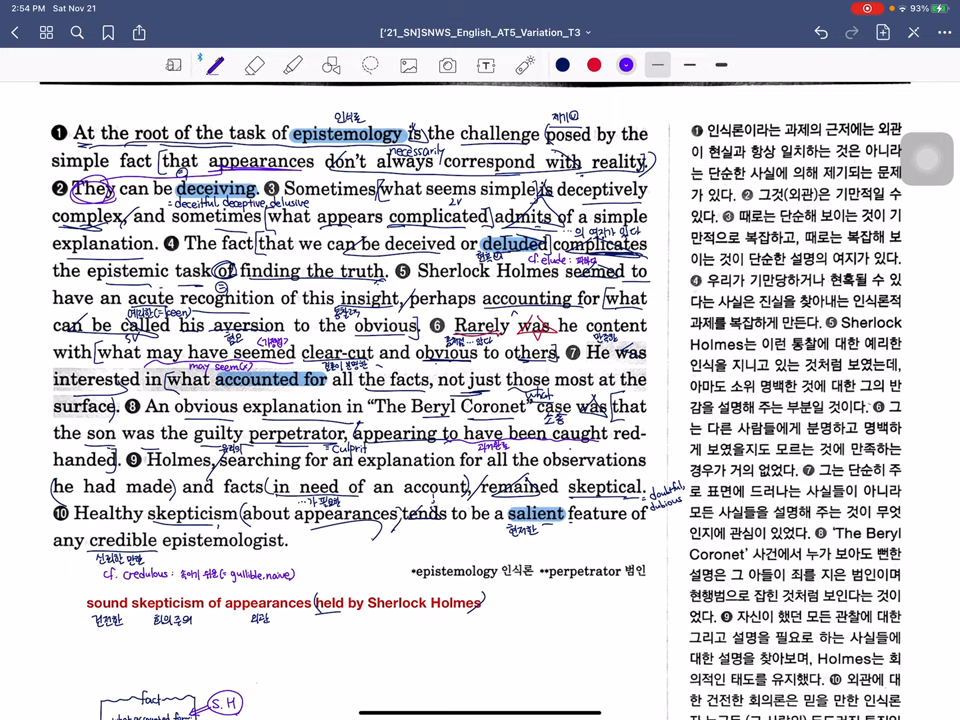 2:54 PM Sat Nov 21
93%
['21_SN]SNWS_English_AT5_Variation_T3
인식론
제기된
❶ At the root of the task of epistemology is the challenge posed by the
necessarily
simple fact that appearances don't always correspond with reality.
❷ They can be deceiving. ❸ Sometimes what seems simple is deceptively
= deceitful, deceptive, delusive
complex, and sometimes what appears complicated admits of a simple
…의 여지가 있다
explanation. ❹ The fact that we can be deceived or deluded complicates
cf. elude : 피하다
the epistemic task of finding the truth. ❺ Sherlock Holmes seemed to
have an acute recognition of this insight, perhaps accounting for what
예리한(= keen)
통찰력
can be called his aversion to the obvious. ❻ Rarely was he content
혐오
with what may have seemed clear-cut and obvious to others. ❼ He was
may seem(x)
interested in what accounted for all the facts, not just those most at the
surface. ❽ An obvious explanation in "The Beryl Coronet" case was that
the son was the guilty perpetrator, appearing to have been caught red-
= Culprit
handed. ❾ Holmes, searching for an explanation for all the observations
he had made and facts in need of an account, remained skeptical.
…가 필요한
= doubtful, dubious
❿ Healthy skepticism about appearances tends to be a salient feature of
현저한
any credible epistemologist.
신뢰할 만한
cf. credulous : 속아기 쉬운(= gullible, naive)
*epistemology 인식론 **perpetrator 범인
sound skepticism of appearances (held by Sherlock Holmes)
건전한 회의주의 외관
fact
S.H
what accounted for
❶ 인식론이라는 과제의 근저에는 외관
이 현실과 항상 일치하는 것은 아니라
는 단순한 사실에 의해 제기되는 문제
가 있다. ❷ 그것(외관)은 기만적일 수
있다. ❸ 때로는 단순해 보이는 것이 기
만적으로 복잡하고, 때로는 복잡해 보
이는 것이 단순한 설명의 여지가 있다.
❹ 우리가 기만당하거나 현혹될 수 있
다는 사실은 진실을 찾아내는 인식론적
과제를 복잡하게 만든다. ❺ Sherlock
Holmes는 이런 통찰에 대한 예리한
인식을 지니고 있는 것처럼 보였는데,
아마도 소위 명백한 것에 대한 그의 반
감을 설명해 주는 부분일 것이다. ❻ 그
는 다른 사람들에게 분명하고 명백하
게 보였을지도 모르는 것에 만족하는
경우가 거의 없었다. ❼ 그는 단순히 주
로 표면에 드러나는 사실들이 아니라
모든 사실들을 설명해 주는 것이 무엇
인지에 관심이 있었다. ❽ 'The Beryl
Coronet' 사건에서 누가 보아도 뻔한
설명은 그 아들이 죄를 지은 범인이며
현행범으로 잡힌 것처럼 보인다는 것이
었다. ❾ 자신이 했던 모든 관찰에 대한
그리고 설명을 필요로 하는 사실들에
대한 설명을 찾아보며, Holmes는 회
의적인 태도를 유지했다. ❿ 외관에 대
한 건전한 회의론은 믿을 만한 인식론